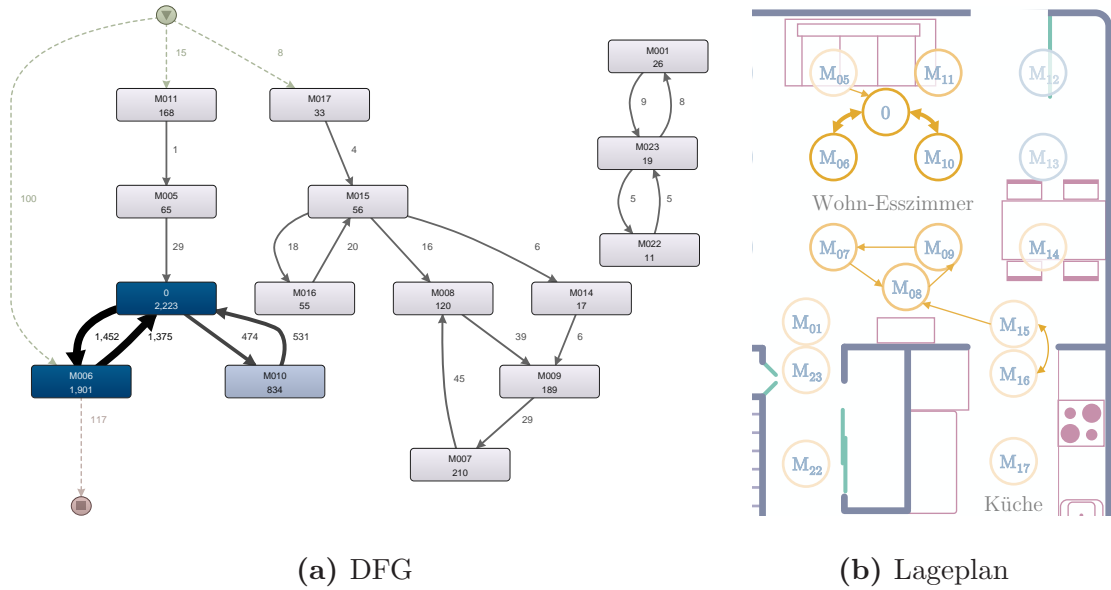 15
8
100
M011
168
M017
33
M001
26
9
8
1
4
M023
19
M005
65
M015
56
5
5
29
18
20
16
6
M022
11
0
2,223
M016
55
M008
120
M014
17
1,452
1,375
474
531
39
6
M006
1,901
M010
834
M009
189
45
29
117
M007
210
(a) DFG
M05
M11
M12
0
M06
M10
M13
Wohn-Esszimmer
M07
M09
M14
M08
M01
M15
M23
M16
M22
M17
Küche
(b) Lageplan